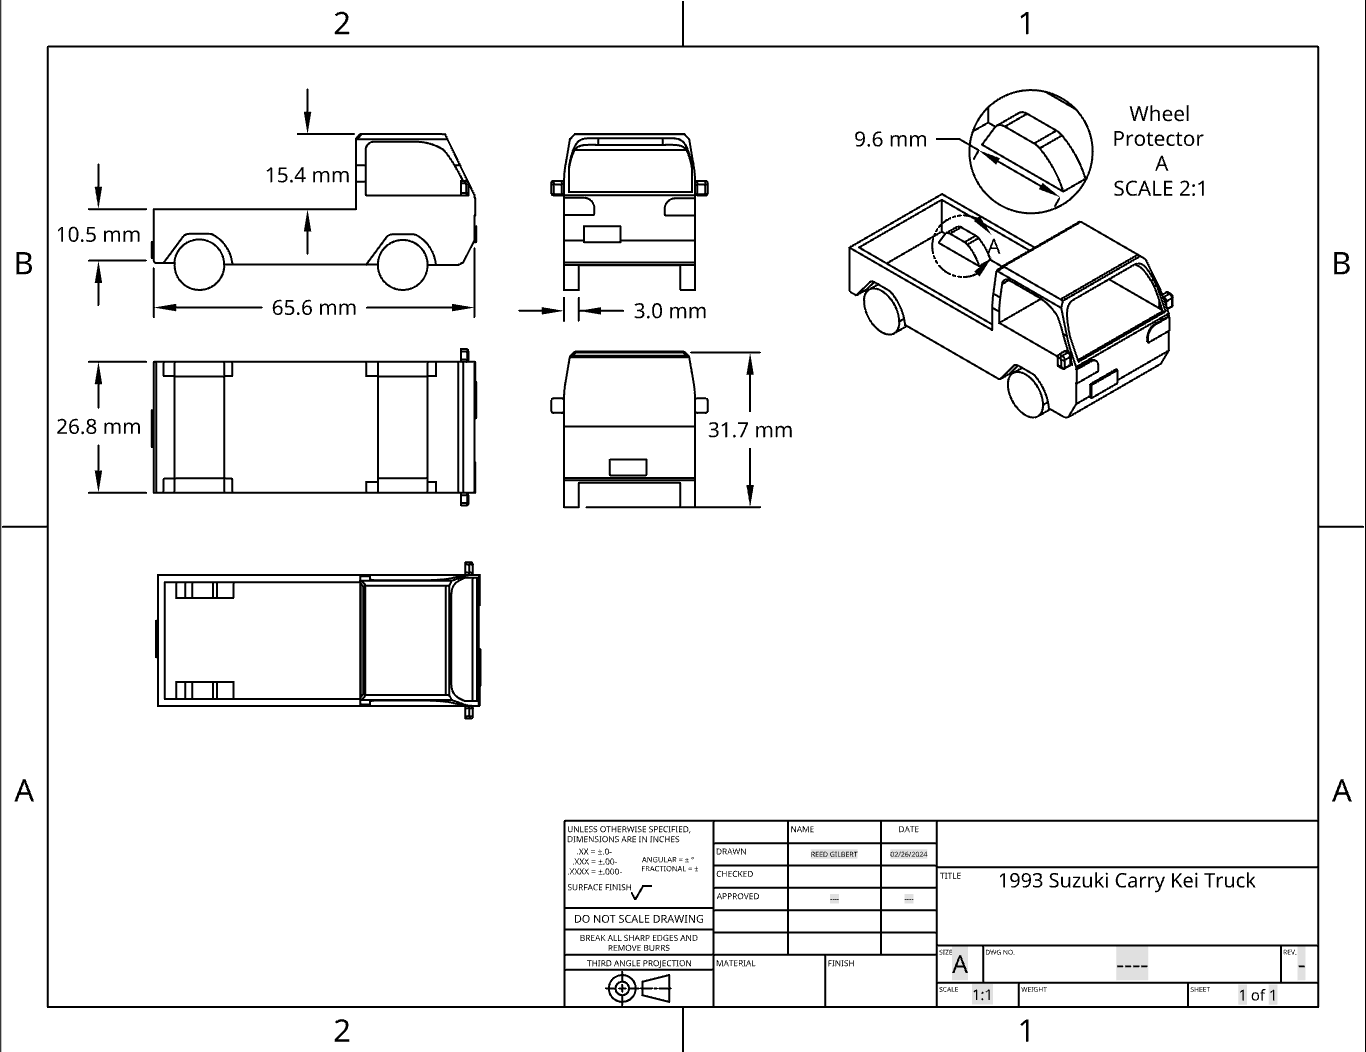 2
1
B
B
A
A
2
1
15.4 mm
10.5 mm
65.6 mm
3.0 mm
26.8 mm
31.7 mm
9.6 mm
Wheel
Protector
A
SCALE 2:1
A
UNLESS OTHERWISE SPECIFIED,
DIMENSIONS ARE IN INCHES
.XX = ±.0-
.XXX = ±.00-
.XXXX = ±.000-
ANGULAR = ± °
FRACTIONAL = ±
SURFACE FINISH
DO NOT SCALE DRAWING
BREAK ALL SHARP EDGES AND
REMOVE BURRS
THIRD ANGLE PROJECTION
NAME
DATE
DRAWN
REED GILBERT
02/26/2024
CHECKED
APPROVED
---
---
MATERIAL
FINISH
TITLE
1993 Suzuki Carry Kei Truck
SIZE
A
DWG NO.
----
REV.
-
SCALE
1:1
WEIGHT
SHEET
1 of 1